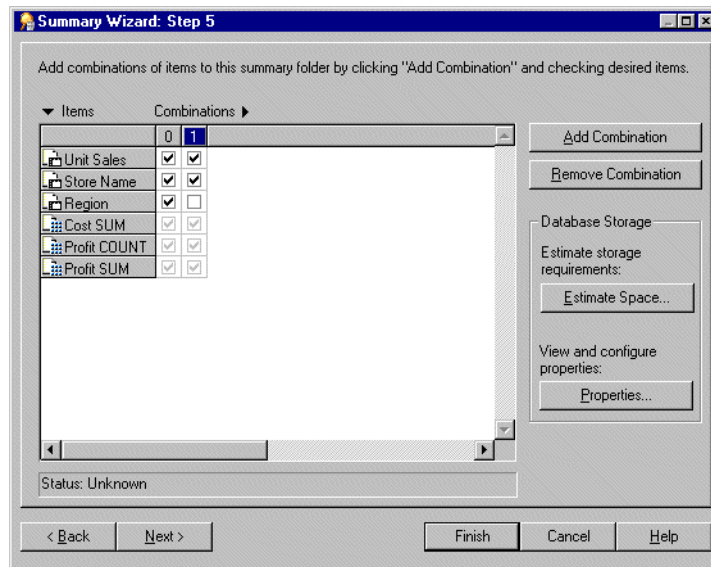 Summary Wizard: Step 5
Add combinations of items to this summary folder by clicking "Add Combination" and checking desired items.
Items Combinations
0 1
Unit Sales
Store Name
Region
Cost SUM
Profit COUNT
Profit SUM
Add Combination
Remove Combination
Database Storage
Estimate storage
requirements:
Estimate Space...
View and configure
properties:
Properties...
Status: Unknown
< Back Next > Finish Cancel Help